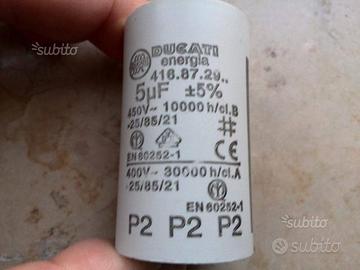 subito
DUCATI
energia
416.87.29..
5µF ±5%
450V~ 10000 h/cl.B
-25/85/21
EN 60252-1
CE
400V~ 30000 h/cl.A
-25/85/21
EN 60252-1
P2 P2 P2
subito
subito